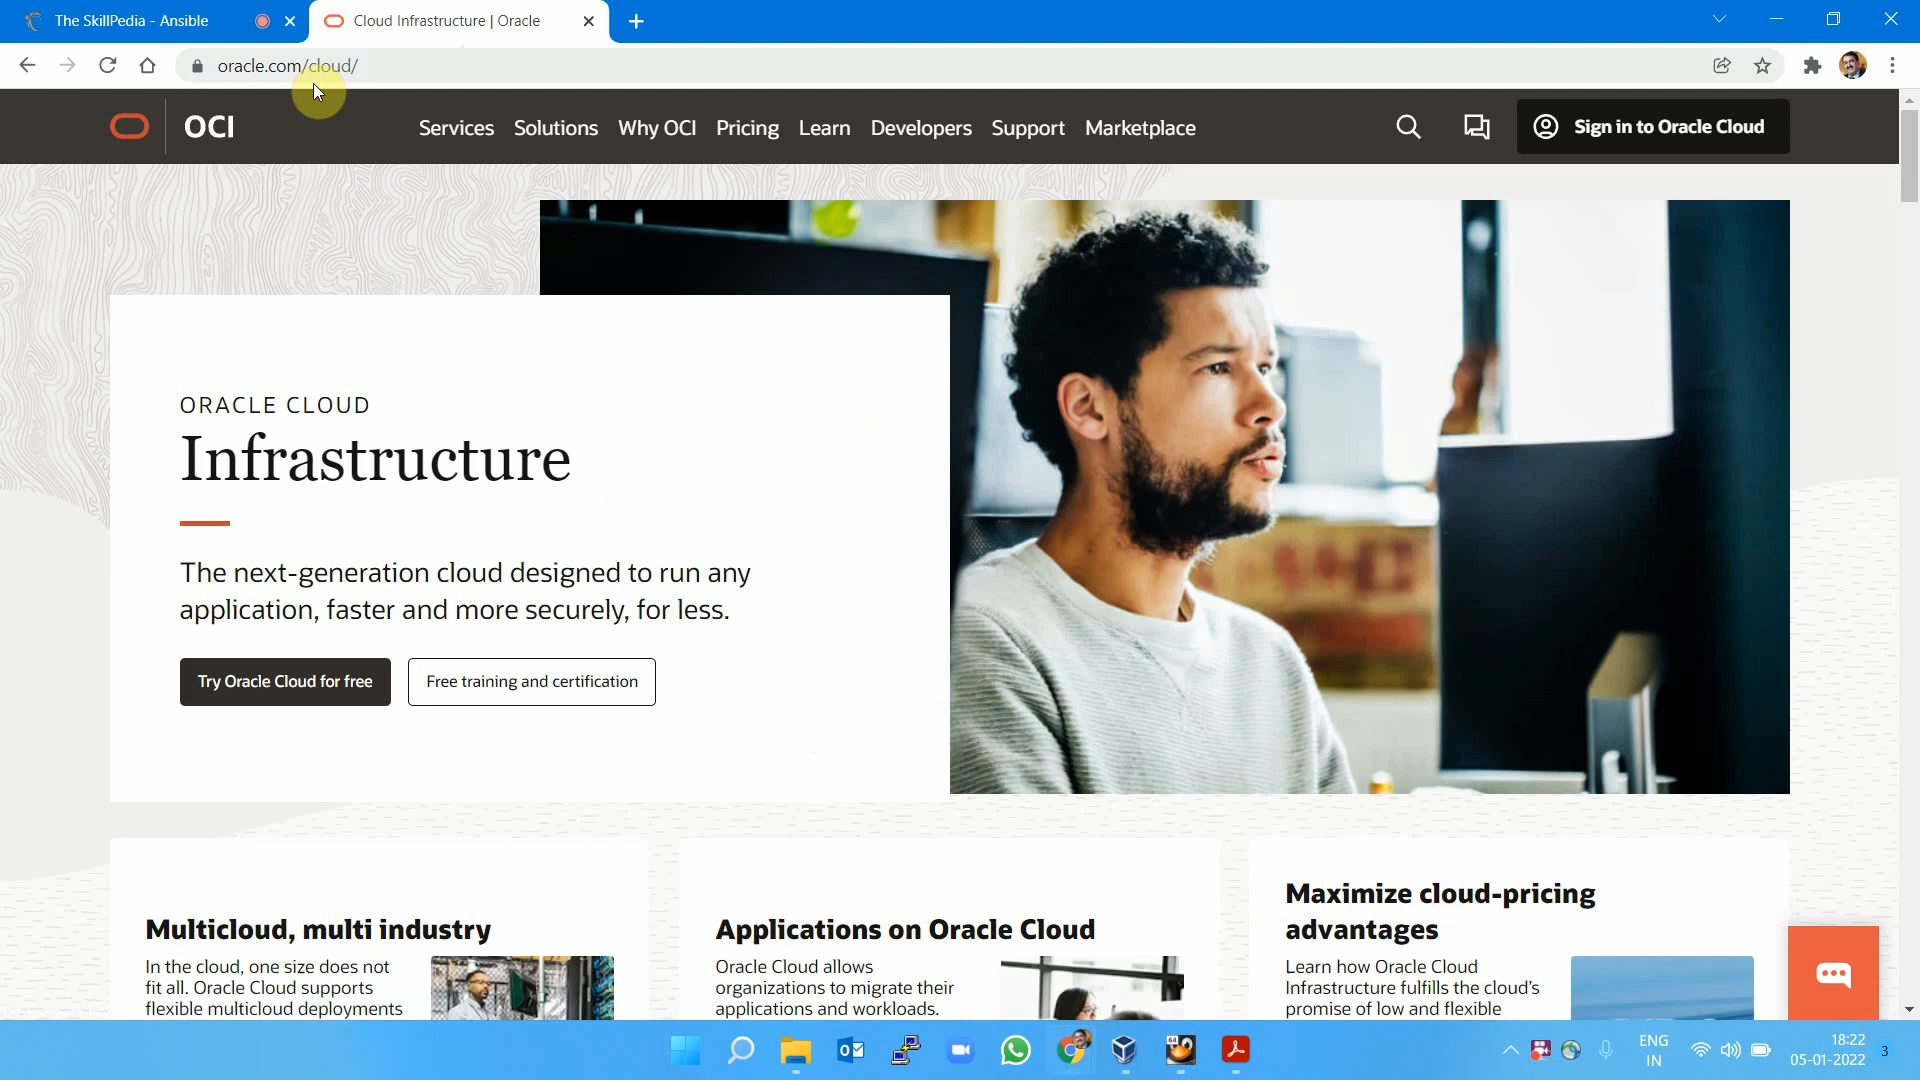 The SkillPedia - Ansible
Cloud Infrastructure | Oracle
oracle.com/cloud/
OCI
Services Solutions Why OCI Pricing Learn Developers Support Marketplace
Sign in to Oracle Cloud
ORACLE CLOUD
Infrastructure
The next-generation cloud designed to run any
application, faster and more securely, for less.
Try Oracle Cloud for free
Free training and certification
Multicloud, multi industry
In the cloud, one size does not
fit all. Oracle Cloud supports
flexible multicloud deployments
Applications on Oracle Cloud
Oracle Cloud allows
organizations to migrate their
applications and workloads.
Maximize cloud-pricing
advantages
Learn how Oracle Cloud
Infrastructure fulfills the cloud's
promise of low and flexible
64
ENG
IN
18:22
05-01-2022
3